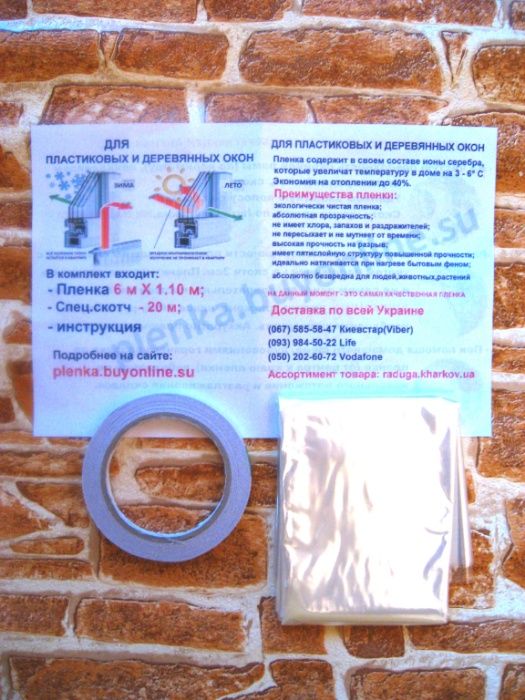 ДЛЯ
ПЛАСТИКОВЫХ И ДЕРЕВЯННЫХ ОКОН
ЗИМА
ЛЕТО
В комплект входит:
- Пленка 6 м Х 1.10 м;
- Спец.скотч - 20 м;
- инструкция
Подробнее на сайте:
plenka.buyonline.su
ДЛЯ ПЛАСТИКОВЫХ И ДЕРЕВЯННЫХ ОКОН
Пленка содержит в своем составе ионы серебра,
которые увеличат температуру в доме на 3 - 6° С
Экономия на отоплении до 40%.
Преимущества пленки:
экологически чистая пленка;
абсолютная прозрачность;
не имеет хлора, запахов и раздражителей;
не пересыхает и не мутнеет от времени;
высокая прочность на разрыв;
имеет пятислойную структуру повышенной прочности;
идеально натягивается при нагреве бытовым феном;
абсолютно безвредна для людей,животных,растений
НА ДАННЫЙ МОМЕНТ - ЭТО САМАЯ КАЧЕСТВЕННАЯ ПЛЕНКА
Доставка по всей Украине
(067) 585-58-47 Киевстар(Viber)
(093) 984-50-22 Life
(050) 202-60-72 Vodafone
Ассортимент товара: raduga.kharkov.ua
plenka.buyonline.su